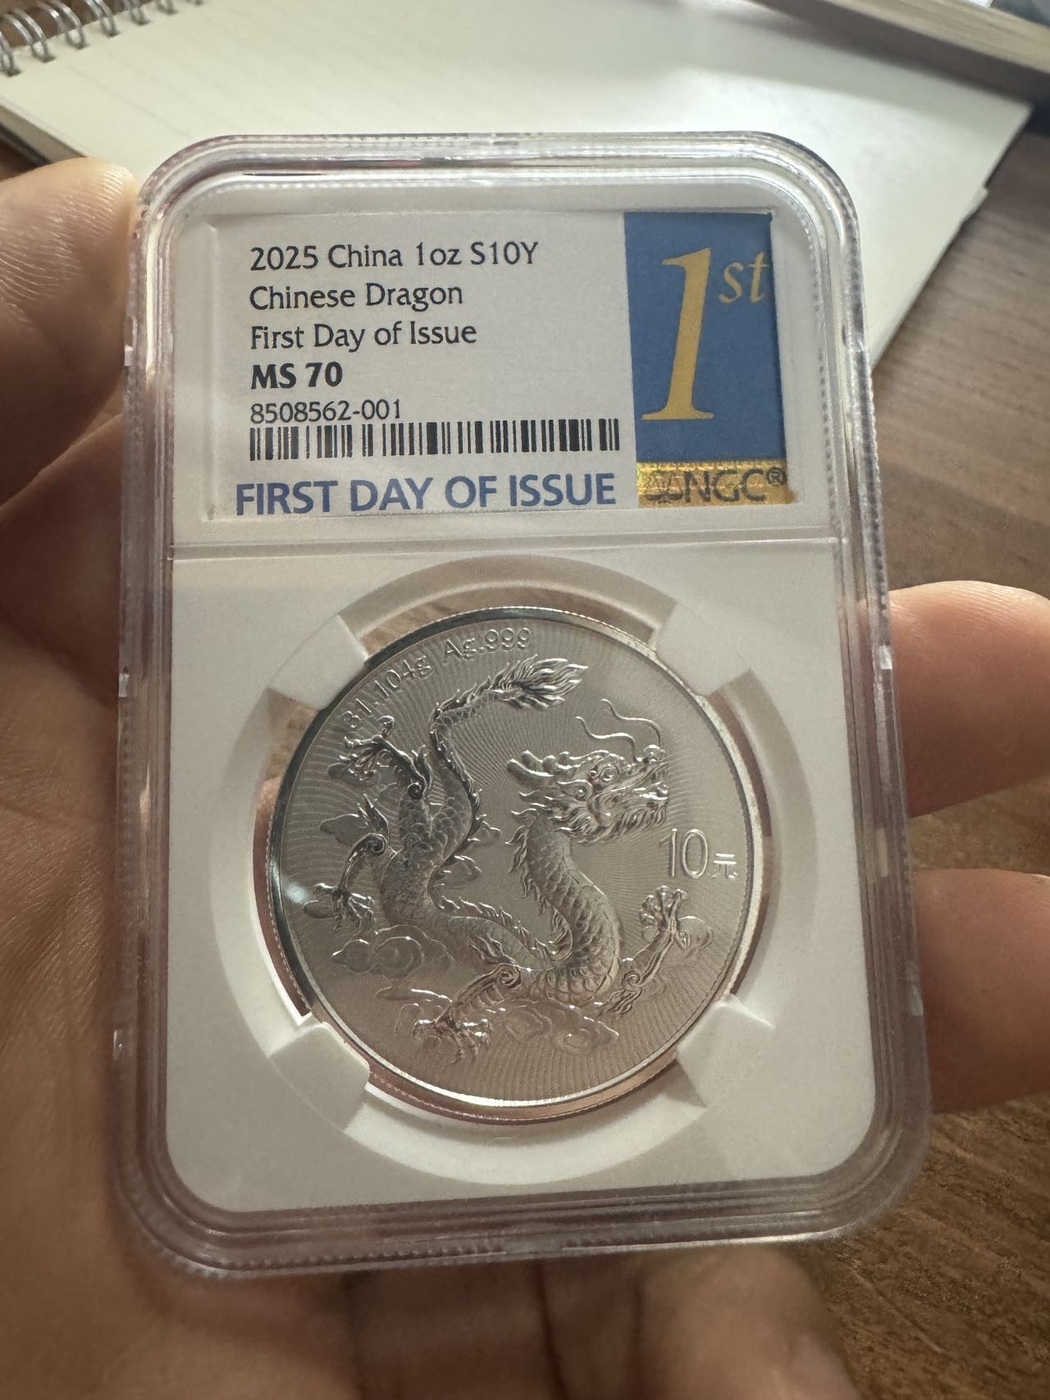 2025 China 1oz S10Y
Chinese Dragon
First Day of Issue
MS 70
8508562-001
FIRST DAY OF ISSUE
1st
NGC®
31.104g Ag.999
10元